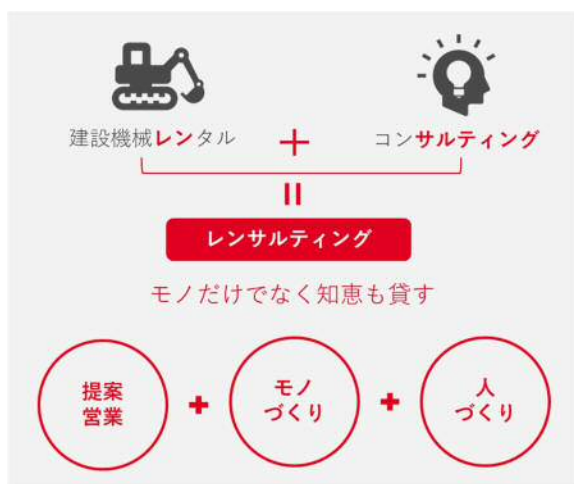 建設機械レンタル + コンサルティング
=
レンサルティング
モノだけでなく知恵も貸す
提案
営業
+
モノ
づくり
+
人
づくり